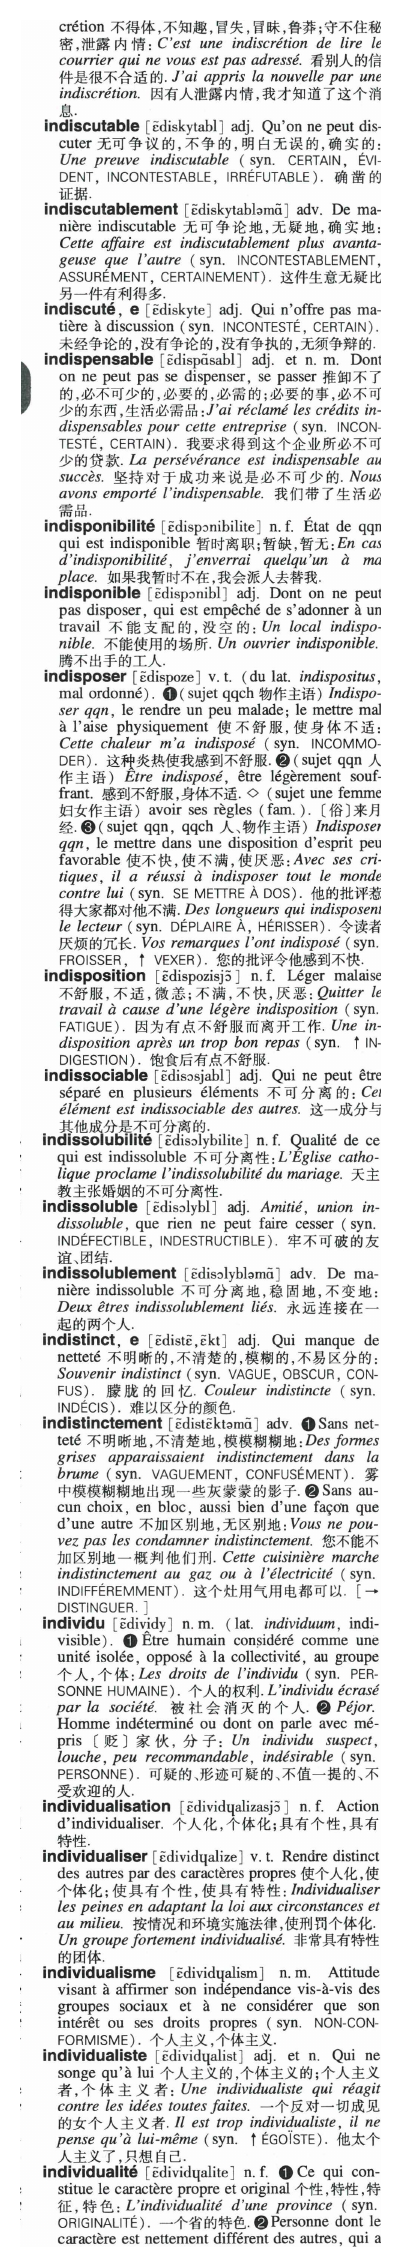 crétion 不得体,不知趣,冒失,冒昧,鲁莽;守不住秘
密,泄露内情: C'est une indiscrétion de lire le
courrier qui ne vous est pas adressé. 看别人的信
件是很不合适的. J'ai appris la nouvelle par une
indiscrétion. 因有人泄露内情,我才知道了这个消
息.
indiscutable [ɛ̃diskytabl] adj. Qu'on ne peut dis-
cuter 无可争议的,不争的,明白无误的,确实的:
Une preuve indiscutable ( syn. CERTAIN, ÉVI-
DENT, INCONTESTABLE, IRRÉFUTABLE). 确凿的
证据.
indiscutablement [ɛ̃diskytabləmɑ̃] adv. De ma-
nière indiscutable 无可争论地,无疑地,确实地:
Cette affaire est indiscutablement plus avanta-
geuse que l'autre ( syn. INCONTESTABLEMENT,
ASSURÉMENT, CERTAINEMENT). 这件生意无疑比
另一件有利得多.
indiscuté, e [ɛ̃diskyte] adj. Qui n'offre pas ma-
tière à discussion (syn. INCONTESTÉ, CERTAIN).
未经争论的,没有争论的,没有争执的,无须争辩的.
indispensable [ɛ̃dispɑ̃sabl] adj. et n. m. Dont
on ne peut pas se dispenser, se passer 推卸不了
的,必不可少的,必要的,必需的;必要的事,必不可
少的东西,生活必需品:J'ai réclamé les crédits in-
dispensables pour cette entreprise (syn. INCON-
TESTÉ, CERTAIN). 我要求得到这个企业所必不可
少的贷款. La persévérance est indispensable au
succès. 坚持对于成功来说是必不可少的. Nous
avons emporté l'indispensable. 我们带了生活必
需品.
indisponibilité [ɛ̃dispɔnibilite] n. f. État de qqn
qui est indisponible 暂时离职;暂缺,暂无:En cas
d'indisponibilité, j'enverrai quelqu'un à ma
place. 如果我暂时不在,我会派人去替我.
indisponible [ɛ̃dispɔnibl] adj. Dont on ne peut
pas disposer, qui est empêché de s'adonner à un
travail 不能支配的,没空的: Un local indispo-
nible. 不能使用的场所. Un ouvrier indisponible.
腾不出手的工人.
indisposer [ɛ̃dispoze] v. t. (du lat. indispositus,
mal ordonné). ❶(sujet qqch 物作主语) Indispo-
ser qqn, le rendre un peu malade; le mettre mal
à l'aise physiquement 使不舒服,使身体不适:
Cette chaleur m'a indisposé ( syn. INCOMMO-
DER). 这种炎热使我感到不舒服. ❷(sujet qqn 人
作主语) Être indisposé, être légèrement souf-
frant. 感到不舒服,身体不适. ◇ (sujet une femme
妇女作主语) avoir ses règles (fam.). [俗]来月
经. ❸(sujet qqn, qqch 人、物作主语) Indisposer
qqn, le mettre dans une disposition d'esprit peu
favorable 使不快,使不满,使厌恶: Avec ses cri-
tiques, il a réussi à indisposer tout le monde
contre lui (syn. SE METTRE À DOS). 他的批评惹
得大家都对他不满. Des longueurs qui indisposent
le lecteur (syn. DÉPLAIRE À, HÉRISSER). 令读者
厌烦的冗长. Vos remarques l'ont indisposé (syn.
FROISSER, ↑ VEXER). 您的批评令他感到不快.
indisposition [ɛ̃dispozisjɔ̃] n. f. Léger malaise
不舒服,不适,微恙;不满,不快,厌恶: Quitter le
travail à cause d'une légère indisposition (syn.
FATIGUE). 因为有点不舒服而离开工作. Une in-
disposition après un trop bon repas (syn. ↑ IN-
DIGESTION). 饱食后有点不舒服.
indissociable [ɛ̃disɔsjabl] adj. Qui ne peut être
séparé en plusieurs éléments 不可分离的: Cet
élément est indissociable des autres. 这一成分与
其他成分是不可分离的.
indissolubilité [ɛ̃disɔlybilite] n. f. Qualité de ce
qui est indissoluble 不可分离性:L'Église catho-
lique proclame l'indissolubilité du mariage. 天主
教主张婚姻的不可分离性.
indissoluble [ɛ̃disɔlybl] adj. Amitié, union in-
dissoluble, que rien ne peut faire cesser (syn.
INDÉFECTIBLE, INDESTRUCTIBLE). 牢不可破的友
谊、团结.
indissolublement [ɛ̃disɔlybləmɑ̃] adv. De ma-
nière indissoluble 不可分离地,稳固地,不变地:
Deux êtres indissolublement liés. 永远连接在一
起的两个人.
indistinct, e [ɛ̃distɛ̃,ɛ̃kt] adj. Qui manque de
netteté 不明晰的,不清楚的,模糊的,不易区分的:
Souvenir indistinct (syn. VAGUE, OBSCUR, CON-
FUS). 朦胧的回忆. Couleur indistincte ( syn.
INDÉCIS). 难以区分的颜色.
indistinctement [ɛ̃distɛ̃ktəmɑ̃] adv. ❶Sans net-
teté 不明晰地,不清楚地,模模糊糊地:Des formes
grises apparaissaient indistinctement dans la
brume (syn. VAGUEMENT, CONFUSÉMENT). 雾
中模模糊糊地出现一些灰蒙蒙的影子. ❷Sans au-
cun choix, en bloc, aussi bien d'une façon que
d'une autre 不加区别地,无区别地:Vous ne pou-
vez pas les condamner indistinctement. 您不能不
加区别地一概判他们刑. Cette cuisinière marche
indistinctement au gaz ou à l'électricité (syn.
INDIFFÉREMMENT). 这个灶用气用电都可以. [→
DISTINGUER.]
individu [ɛ̃dividy] n. m. (lat. individuum, indi-
visible). ❶ Être humain considéré comme une
unité isolée, opposé à la collectivité, au groupe
个人,个体: Les droits de l'individu (syn. PER-
SONNE HUMAINE). 个人的权利. L'individu écrasé
par la société. 被社会消灭的个人. ❷ Péjor.
Homme indéterminé ou dont on parle avec mé-
pris [贬]家伙,分子: Un individu suspect,
louche, peu recommandable, indésirable (syn.
PERSONNE). 可疑的、形迹可疑的、不值一提的、不
受欢迎的人.
individualisation [ɛ̃dividɥalizasjɔ̃] n. f. Action
d'individualiser. 个人化,个体化;具有个性,具有
特性.
individualiser [ɛ̃dividɥalize] v. t. Rendre distinct
des autres par des caractères propres 使个人化,使
个体化;使具有个性,使具有特性: Individualiser
les peines en adaptant la loi aux circonstances et
au milieu. 按情况和环境实施法律,使刑罚个体化.
Un groupe fortement individualisé. 非常具有特性
的团体.
individualisme [ɛ̃dividɥalism] n. m. Attitude
visant à affirmer son indépendance vis-à-vis des
groupes sociaux et à ne considérer que son
intérêt ou ses droits propres (syn. NON-CON-
FORMISME). 个人主义,个体主义.
individualiste [ɛ̃dividɥalist] adj. et n. Qui ne
songe qu'à lui 个人主义的,个体主义的;个人主义
者,个体主义者: Une individualiste qui réagit
contre les idées toutes faites. 一个反对一切成见
的女个人主义者. Il est trop individualiste, il ne
pense qu'à lui-même (syn. ↑ ÉGOÏSTE). 他太个
人主义了,只想自己.
individualité [ɛ̃dividɥalite] n. f. ❶Ce qui con-
stitue le caractère propre et original 个性,特性,特
征,特色: L'individualité d'une province (syn.
ORIGINALITÉ). 一个省的特色. ❷Personne dont le
caractère est nettement différent des autres, qui a